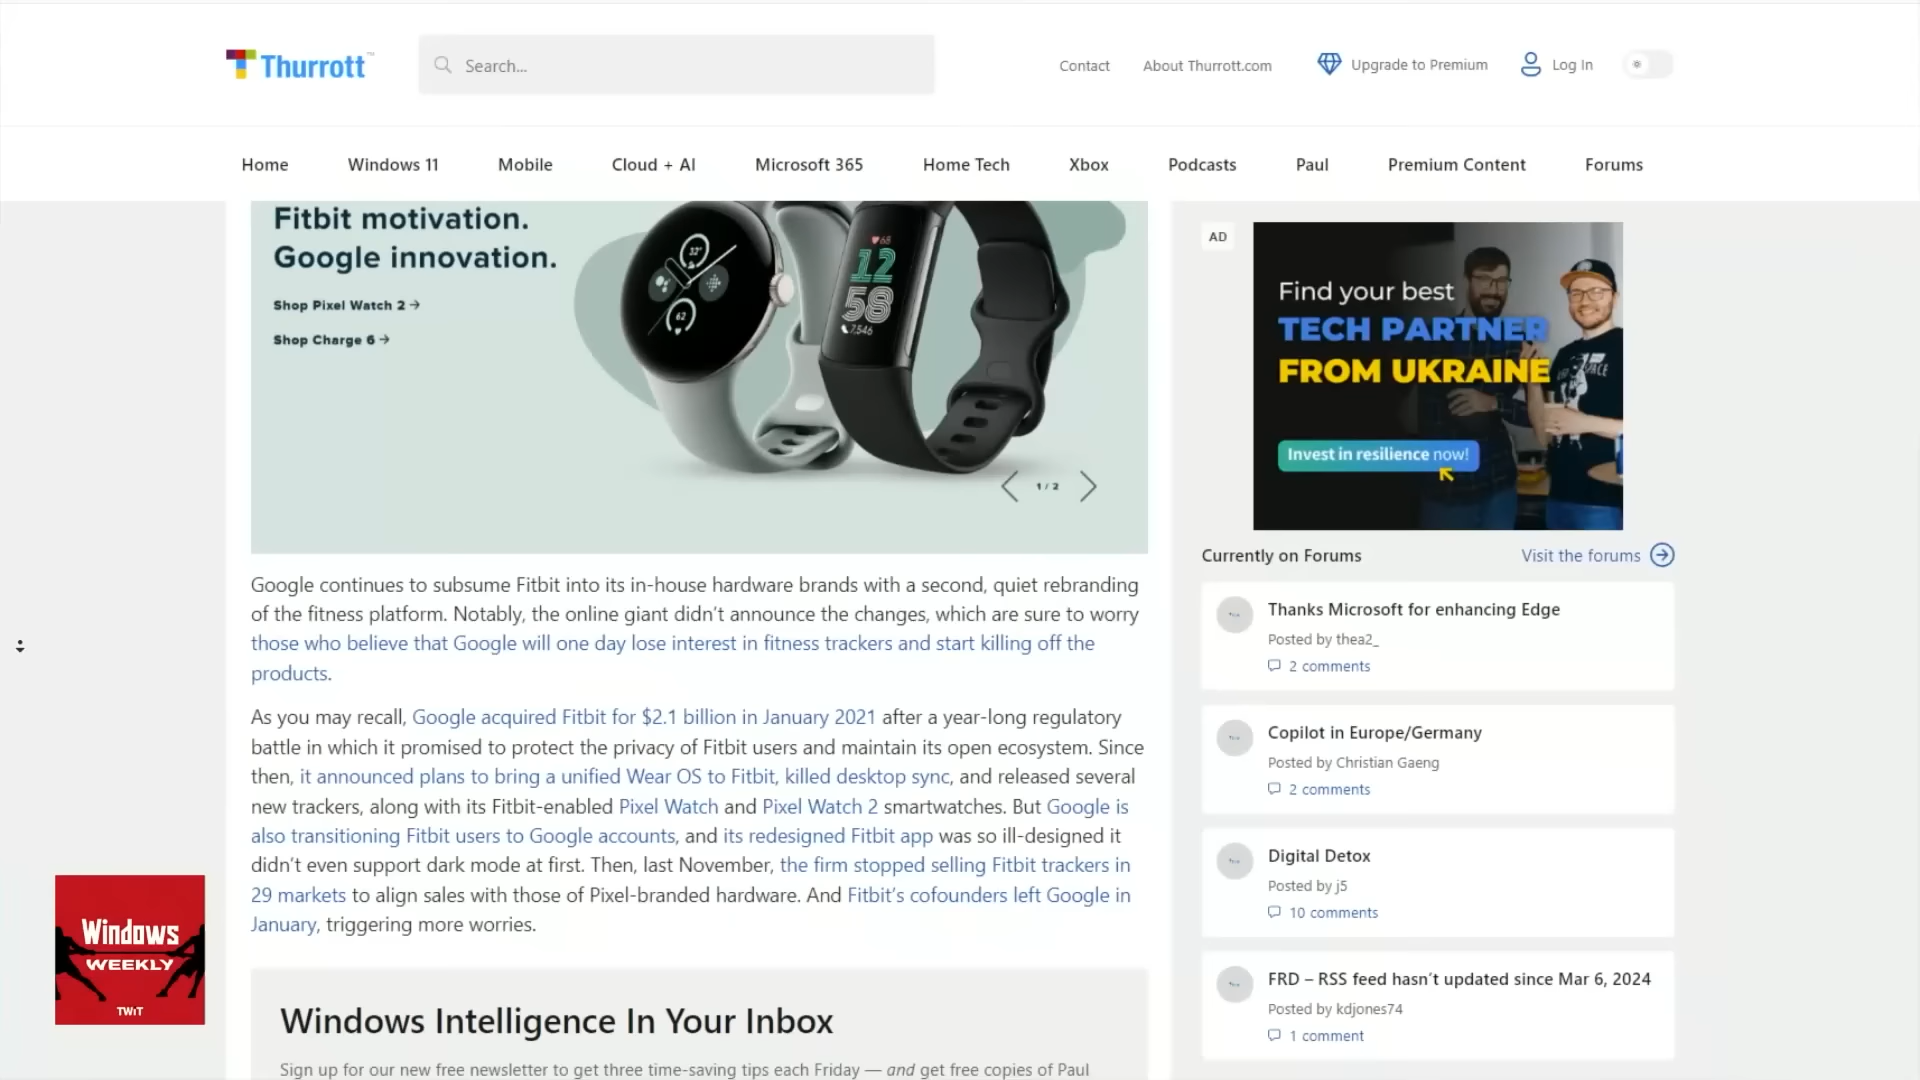 Thurrott
Search...
Contact
About Thurrott.com
Upgrade to Premium
Log In
Home
Windows 11
Mobile
Cloud + AI
Microsoft 365
Home Tech
Xbox
Podcasts
Paul
Premium Content
Forums
Fitbit motivation.
Google innovation.
Shop Pixel Watch 2 →
Shop Charge 6 →
68
12
58
7,546
32°
62
1 / 2
Google continues to subsume Fitbit into its in-house hardware brands with a second, quiet rebranding
of the fitness platform. Notably, the online giant didn’t announce the changes, which are sure to worry
those who believe that Google will one day lose interest in fitness trackers and start killing off the
products.
As you may recall, Google acquired Fitbit for $2.1 billion in January 2021 after a year-long regulatory
battle in which it promised to protect the privacy of Fitbit users and maintain its open ecosystem. Since
then, it announced plans to bring a unified Wear OS to Fitbit, killed desktop sync, and released several
new trackers, along with its Fitbit-enabled Pixel Watch and Pixel Watch 2 smartwatches. But Google is
also transitioning Fitbit users to Google accounts, and its redesigned Fitbit app was so ill-designed it
didn’t even support dark mode at first. Then, last November, the firm stopped selling Fitbit trackers in
29 markets to align sales with those of Pixel-branded hardware. And Fitbit’s cofounders left Google in
January, triggering more worries.
Windows Intelligence In Your Inbox
Sign up for our new free newsletter to get three time-saving tips each Friday — and get free copies of Paul
AD
Find your best
TECH PARTNER
FROM UKRAINE
Invest in resilience now!
Currently on Forums
Visit the forums
Thanks Microsoft for enhancing Edge
Posted by thea2_
2 comments
Copilot in Europe/Germany
Posted by Christian Gaeng
2 comments
Digital Detox
Posted by j5
10 comments
FRD – RSS feed hasn’t updated since Mar 6, 2024
Posted by kdjones74
1 comment
Windows
WEEKLY
TWiT